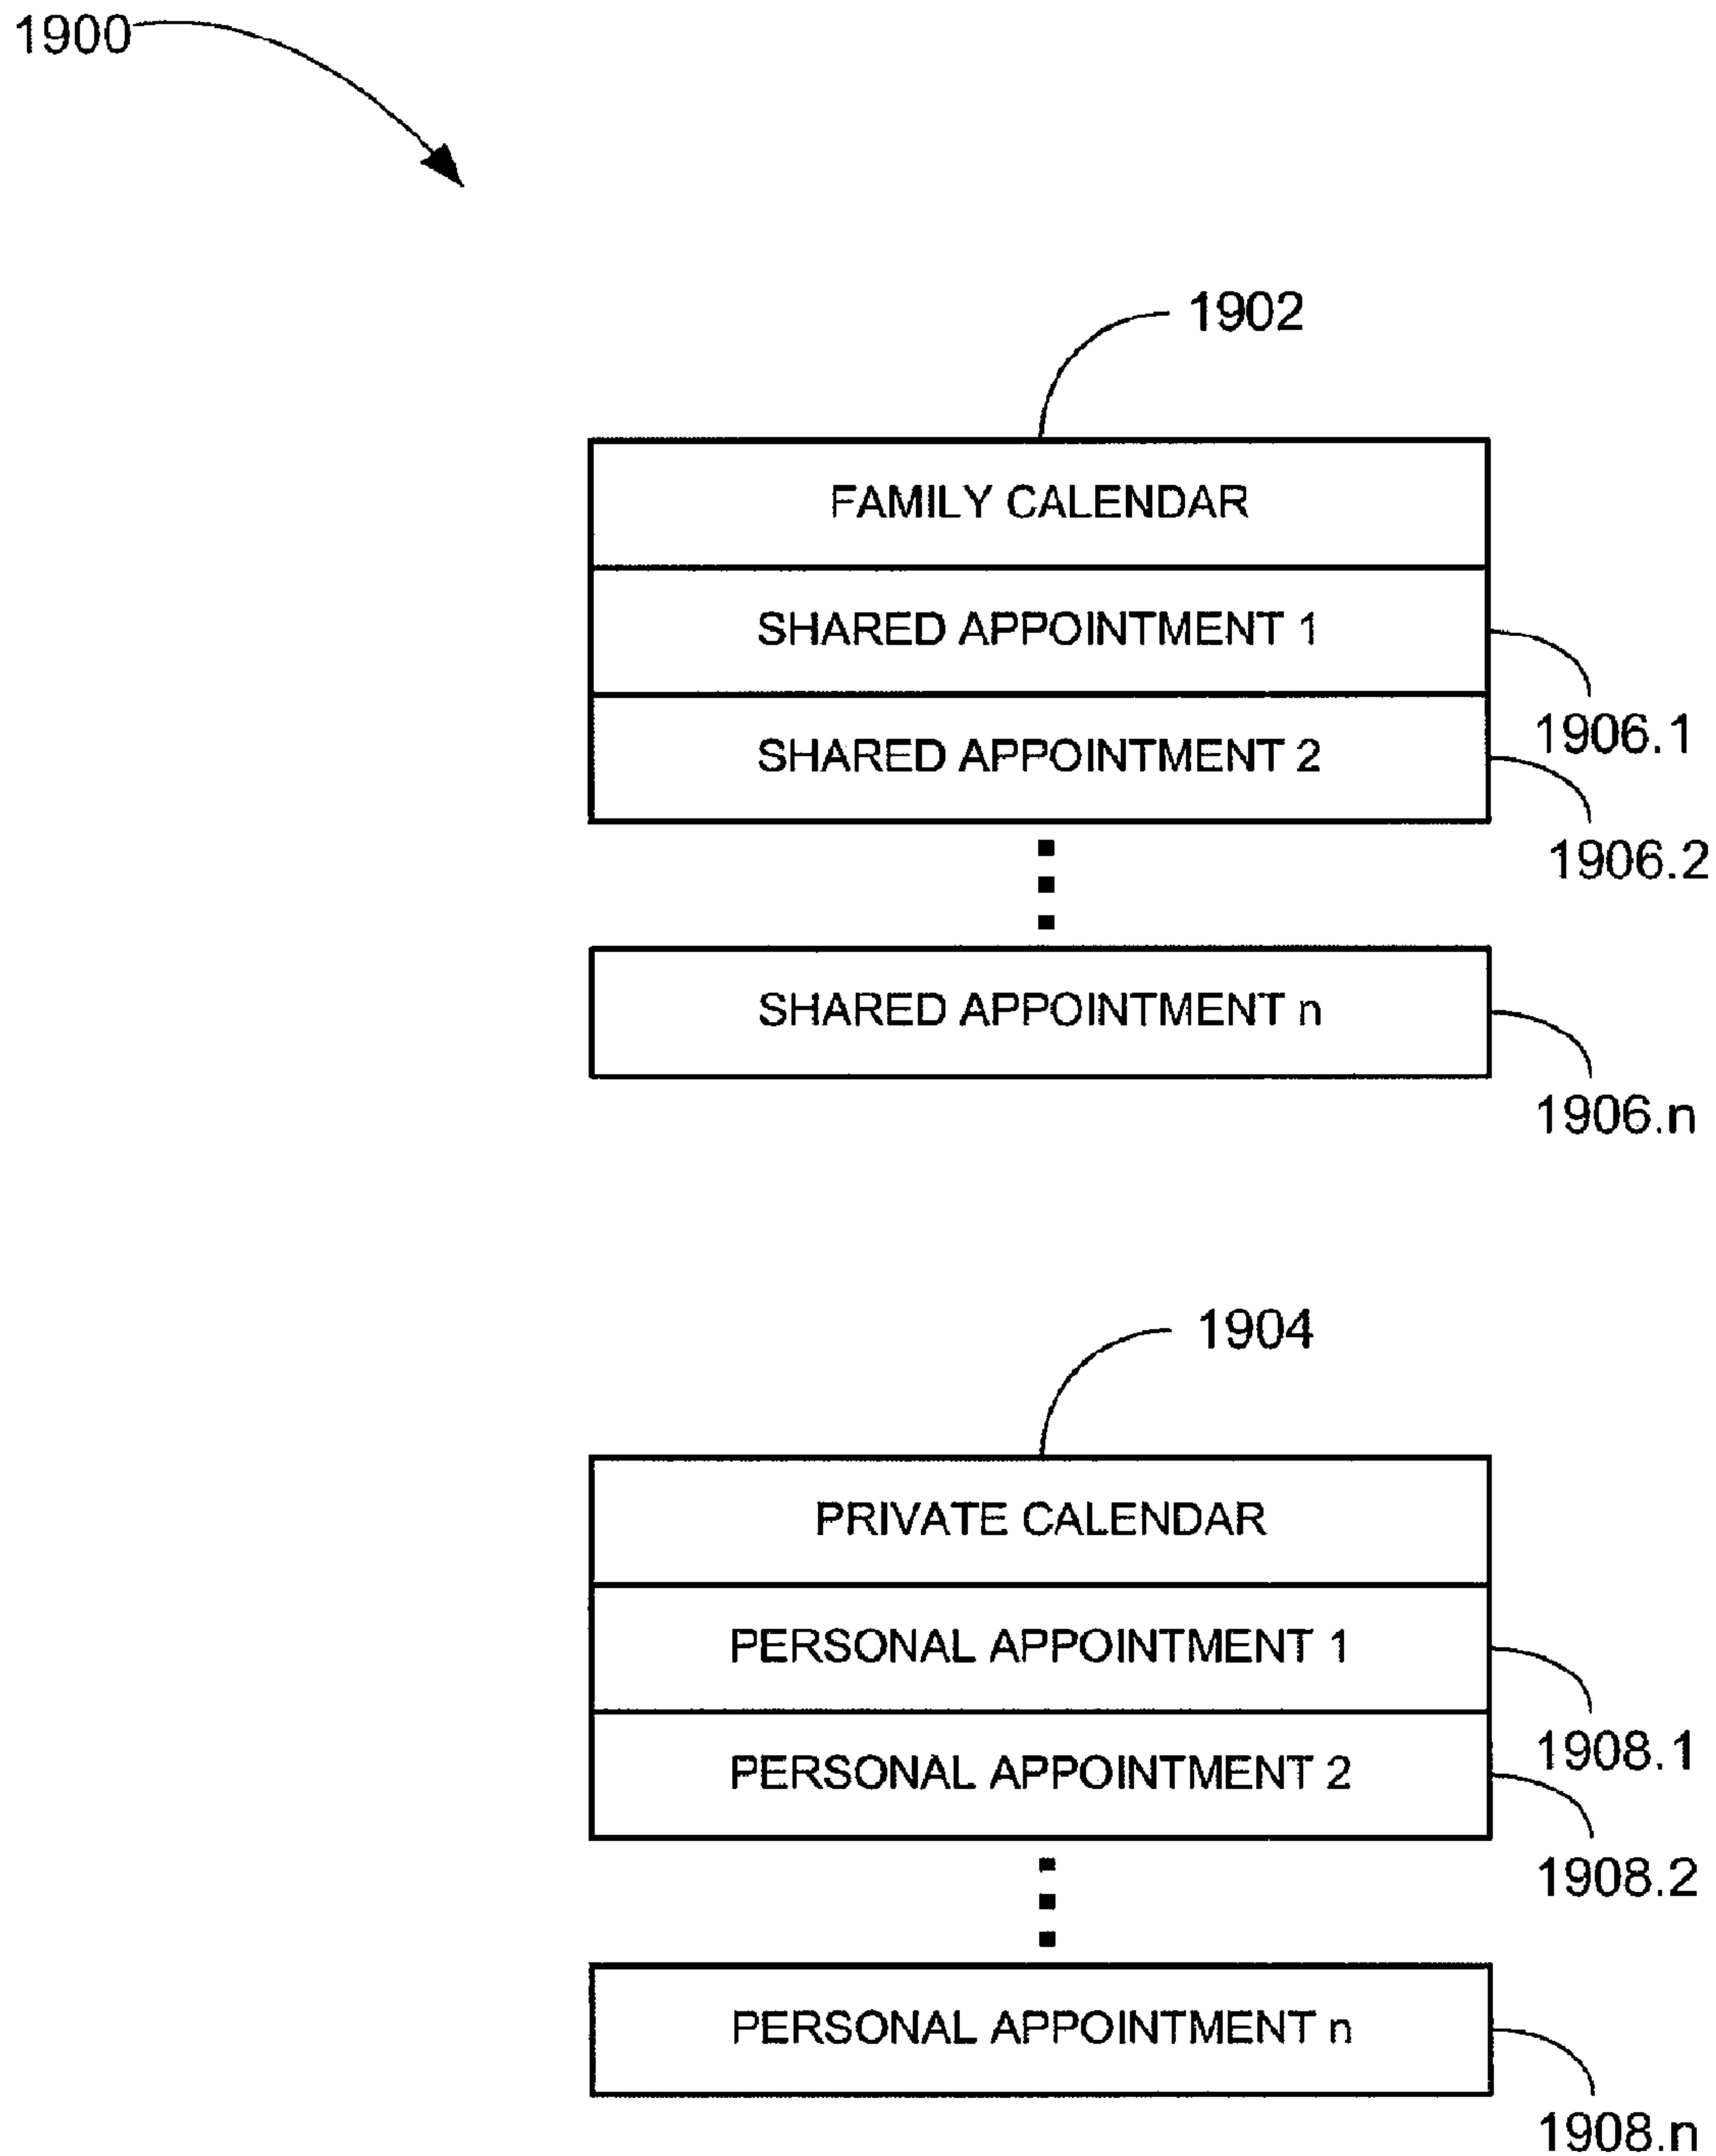 1900
1902
FAMILY CALENDAR
SHARED APPOINTMENT 1
1906.1
SHARED APPOINTMENT 2
1906.2
SHARED APPOINTMENT n
1906.n
1904
PRIVATE CALENDAR
PERSONAL APPOINTMENT 1
1908.1
PERSONAL APPOINTMENT 2
1908.2
PERSONAL APPOINTMENT n
1908.n